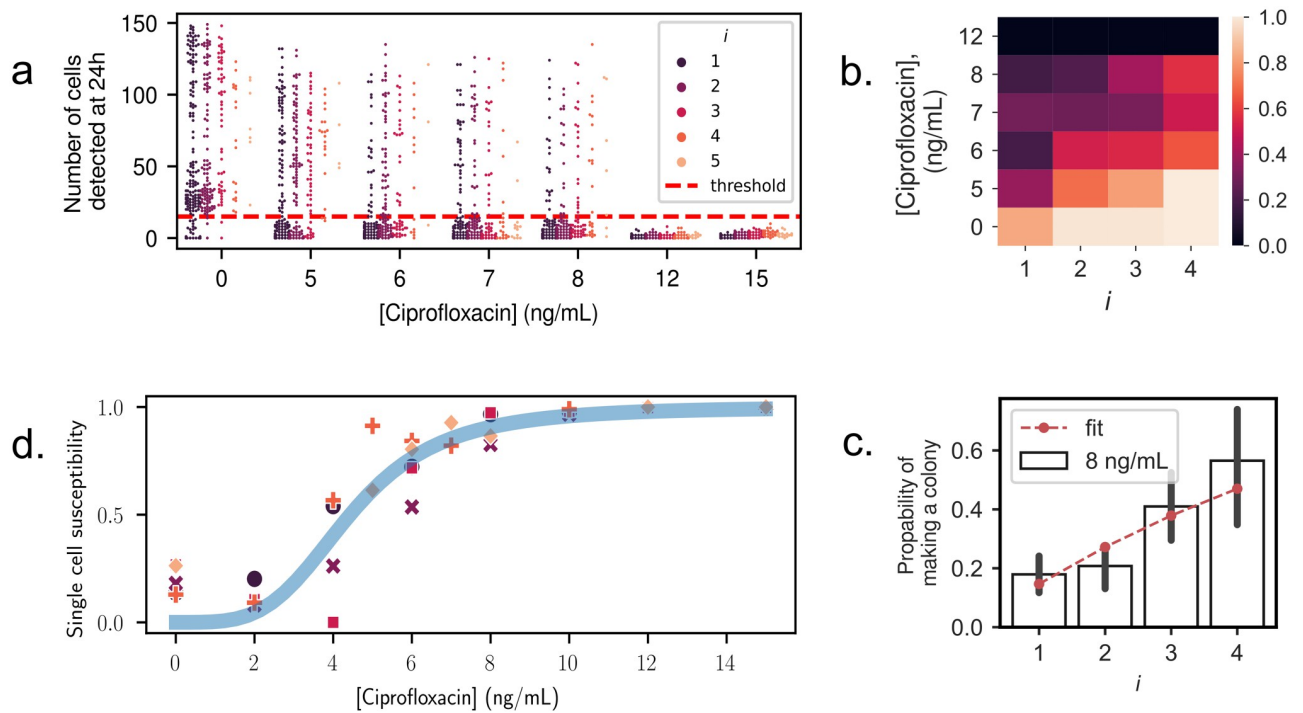 a
150
100
50
0
Number of cells
detected at 24h
i
1
2
3
4
5
threshold
0 5 6 7 8 12 15
[Ciprofloxacin] (ng/mL)
b.
12
8
7
6
5
0
[Ciprofloxacin],
(ng/mL)
1 2 3 4
i
1.0
0.8
0.6
0.4
0.2
0.0
d.
1.0
0.5
0.0
Single cell susceptibility
0 2 4 6 8 10 12 14
[Ciprofloxacin] (ng/mL)
c.
0.6
0.4
0.2
0.0
Propability of
making a colony
fit
8 ng/mL
1 2 3 4
i